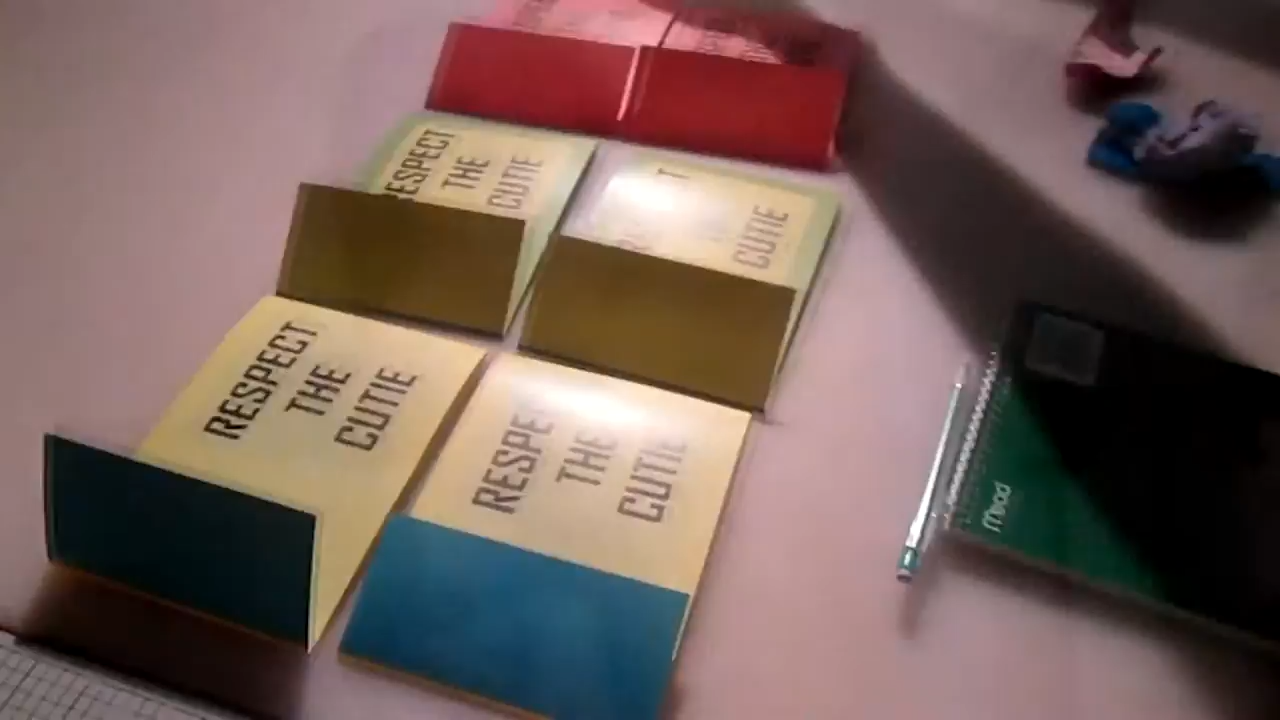 RESPECT
THE
CUTIE
T
CUTIE
RESPECT
THE
CUTIE
RESPE
THE
CUTIE
Mead